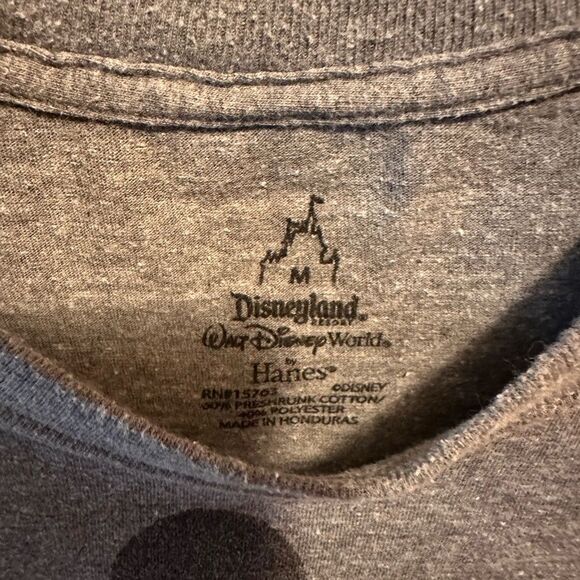 M
Disneyland®
RESORT
Walt Disney World®
by
Hanes®
RN#15763 ©DISNEY
60% PRESHRUNK COTTON/
40% POLYESTER
MADE IN HONDURAS